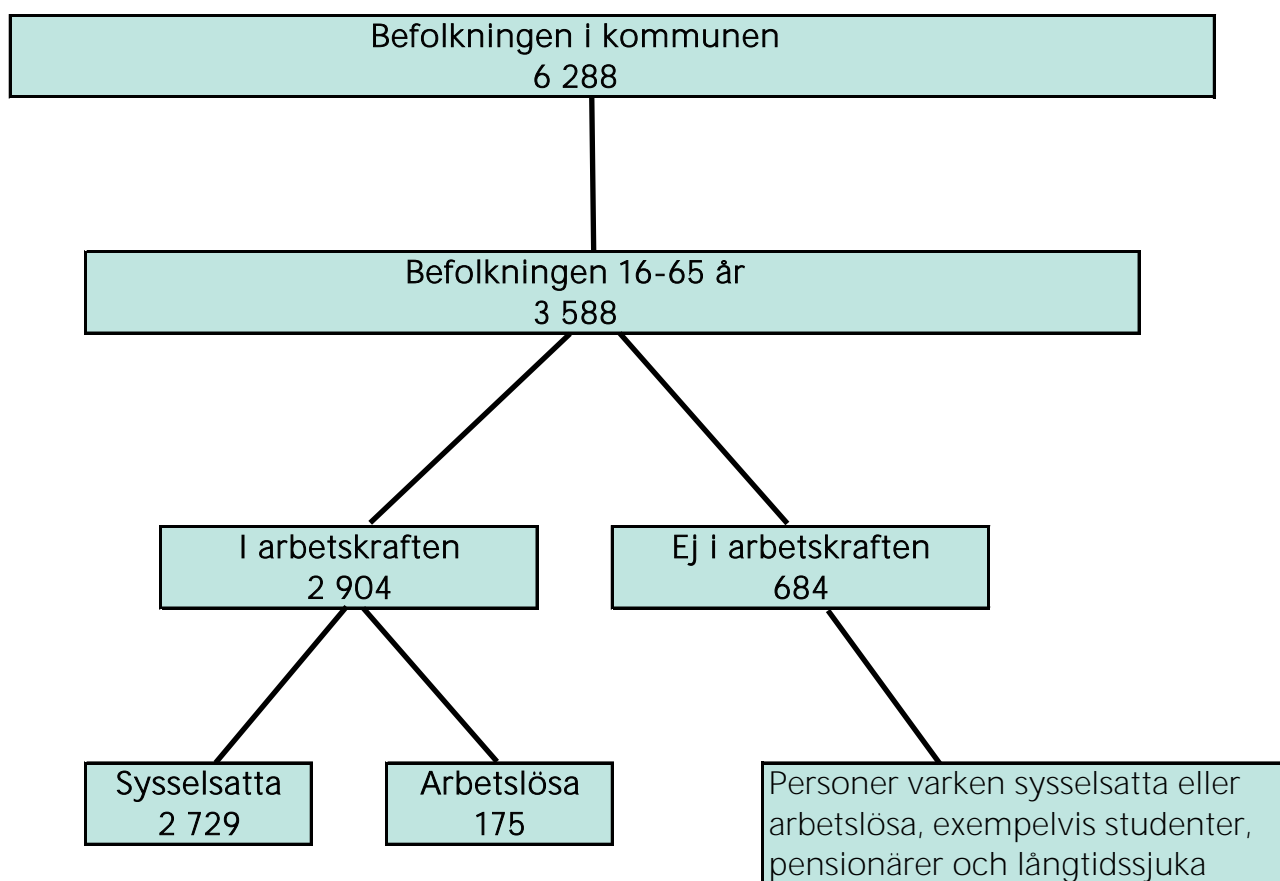 Befolkningen i kommunen
6 288
Befolkningen 16-65 år
3 588
I arbetskraften
2 904
Ej i arbetskraften
684
Sysselsatta
2 729
Arbetslösa
175
Personer varken sysselsatta eller
arbetslösa, exempelvis studenter,
pensionärer och långtidssjuka